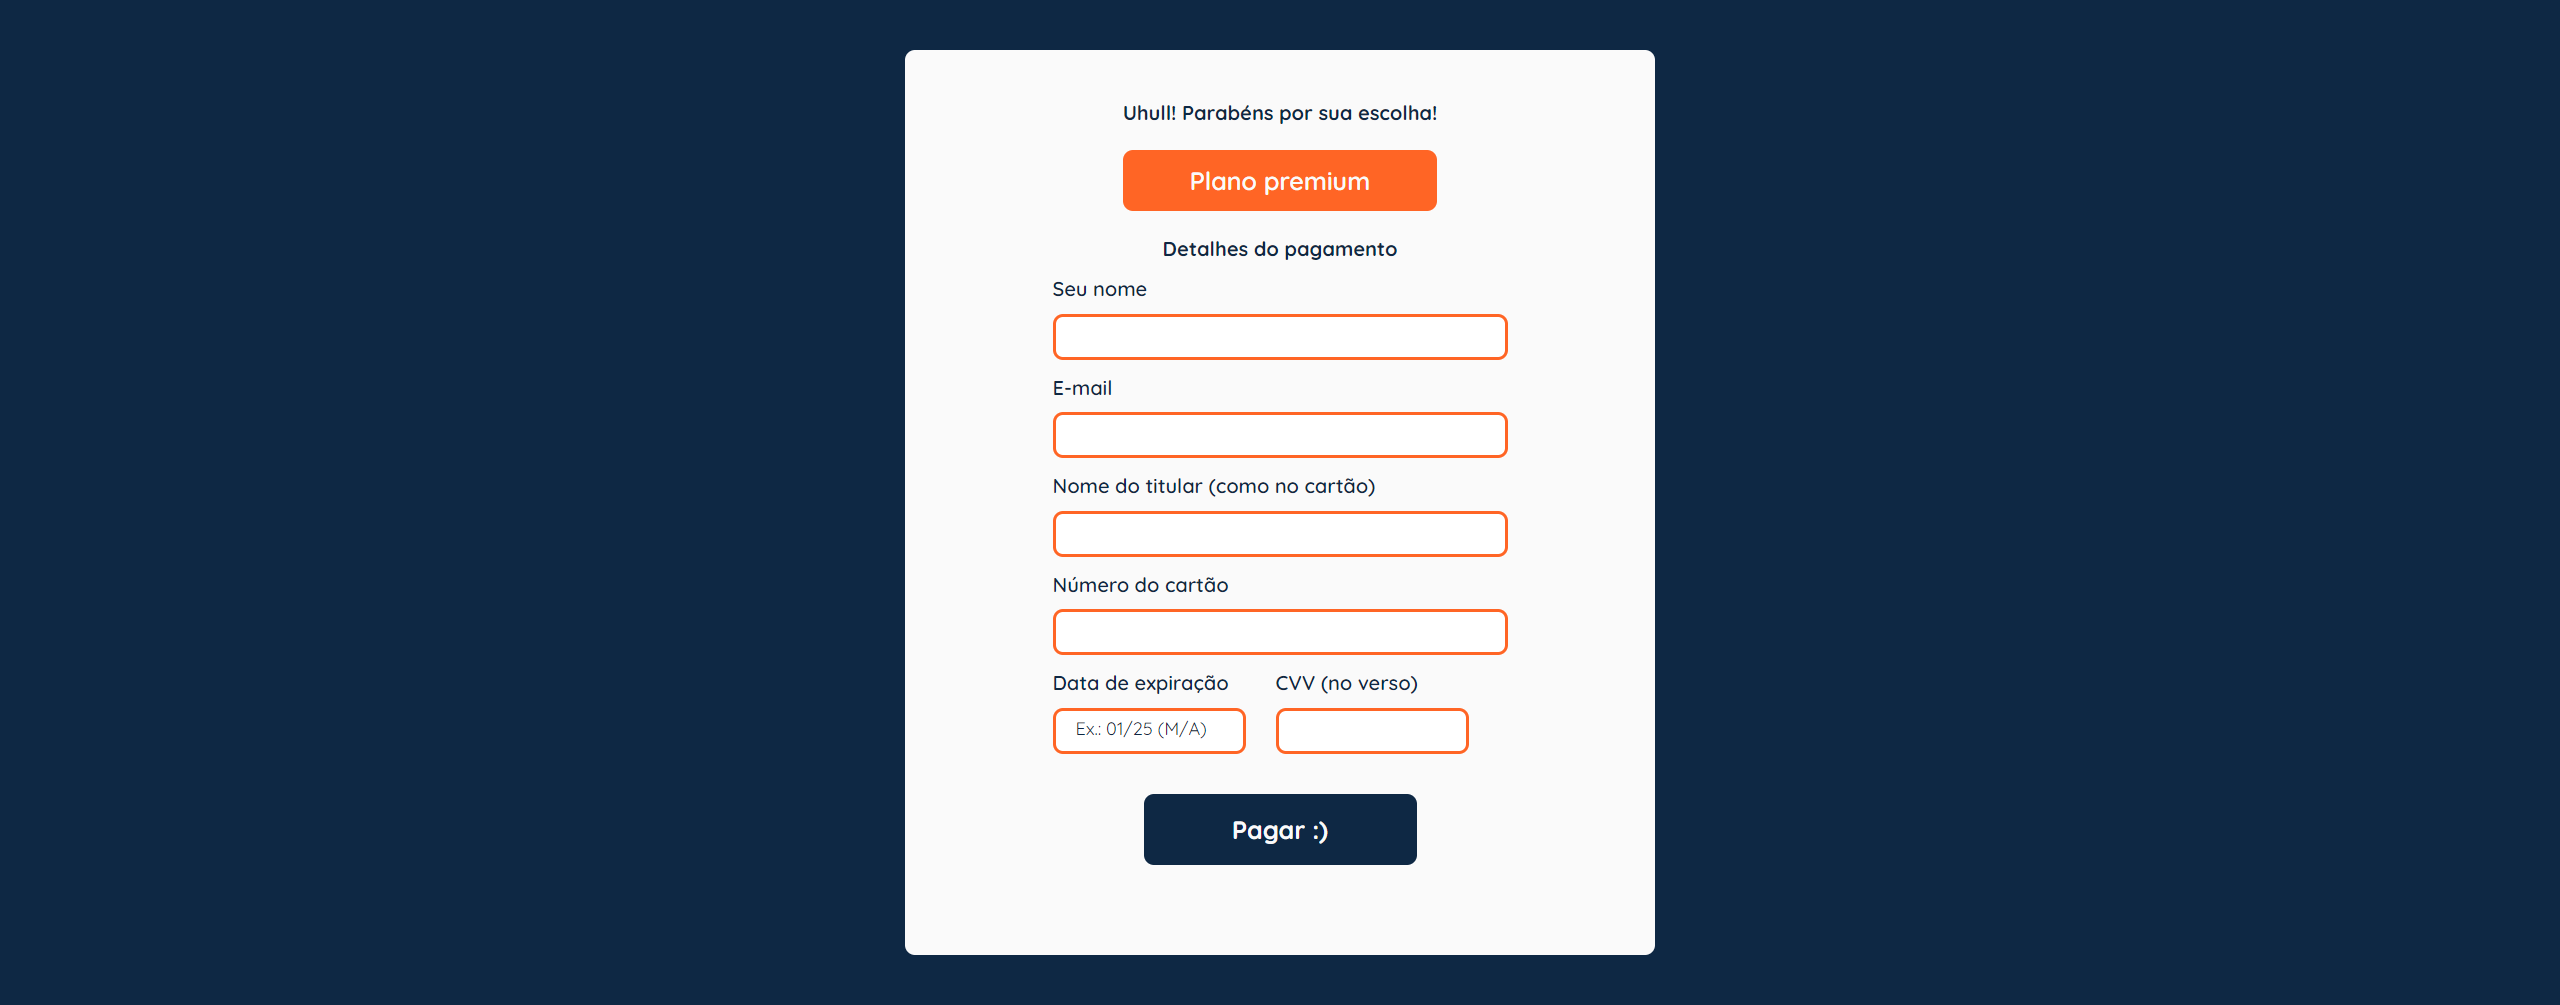 Uhull! Parabéns por sua escolha!
Plano premium
Detalhes do pagamento
Seu nome
E-mail
Nome do titular (como no cartão)
Número do cartão
Data de expiração
CVV (no verso)
Ex.: 01/25 (M/A)
Pagar :)